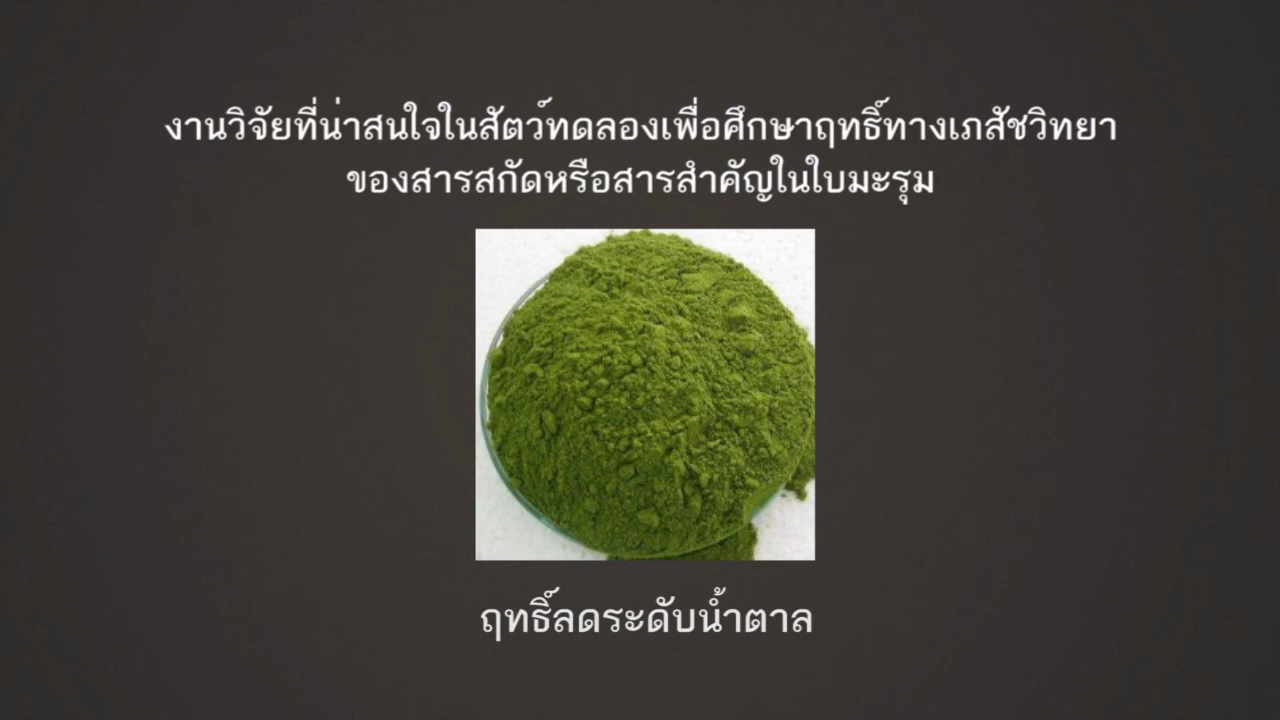 งานวิจัยที่น่าสนใจในสัตว์ทดลองเพื่อศึกษาฤทธิ์ทางเภสัชวิทยา
ของสารสกัดหรือสารสำคัญในใบมะรุม
ฤทธิ์ลดระดับน้ำตาล